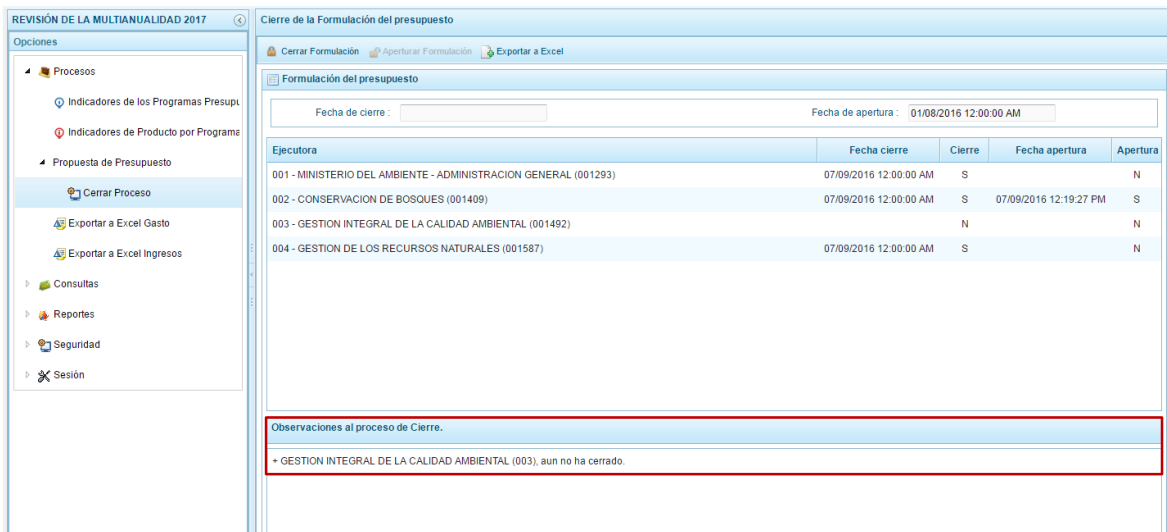 REVISIÓN DE LA MULTIANUALIDAD 2017
Opciones
Procesos
Indicadores de los Programas Presupu
Indicadores de Producto por Programa
Propuesta de Presupuesto
Cerrar Proceso
Exportar a Excel Gasto
Exportar a Excel Ingresos
Consultas
Reportes
Seguridad
Sesión
Cierre de la Formulación del presupuesto
Cerrar Formulación Aperturar Formulación Exportar a Excel
Formulación del presupuesto
Fecha de cierre : Fecha de apertura : 01/08/2016 12:00:00 AM
Ejecutora Fecha cierre Cierre Fecha apertura Apertura
001 - MINISTERIO DEL AMBIENTE - ADMINISTRACION GENERAL (001293) 07/09/2016 12:00:00 AM S N
002 - CONSERVACION DE BOSQUES (001409) 07/09/2016 12:00:00 AM S 07/09/2016 12:19:27 PM S
003 - GESTION INTEGRAL DE LA CALIDAD AMBIENTAL (001492) N N
004 - GESTION DE LOS RECURSOS NATURALES (001587) 07/09/2016 12:00:00 AM S N
Observaciones al proceso de Cierre.
+ GESTION INTEGRAL DE LA CALIDAD AMBIENTAL (003), aun no ha cerrado.